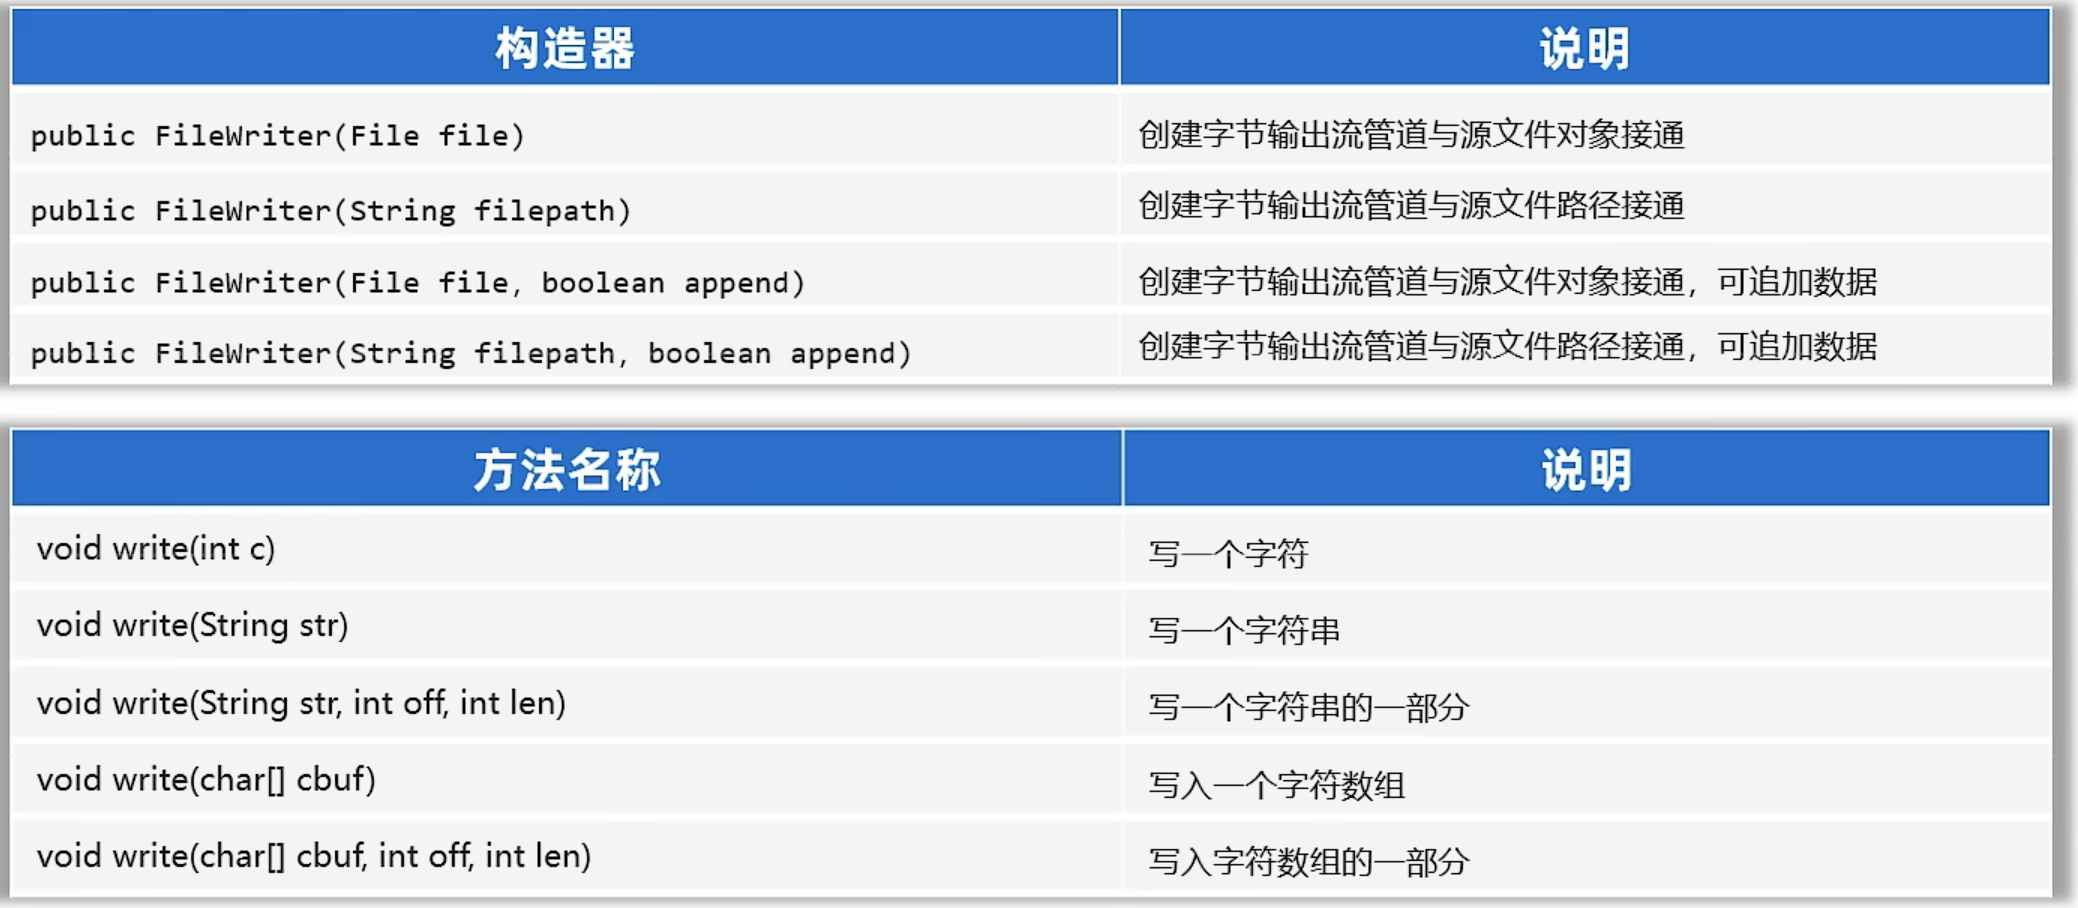 构造器 说明
public FileWriter(File file) 创建字节输出流管道与源文件对象接通
public FileWriter(String filepath) 创建字节输出流管道与源文件路径接通
public FileWriter(File file, boolean append) 创建字节输出流管道与源文件对象接通，可追加数据
public FileWriter(String filepath, boolean append) 创建字节输出流管道与源文件路径接通，可追加数据
方法名称 说明
void write(int c) 写一个字符
void write(String str) 写一个字符串
void write(String str, int off, int len) 写一个字符串的一部分
void write(char[] cbuf) 写入一个字符数组
void write(char[] cbuf, int off, int len) 写入字符数组的一部分